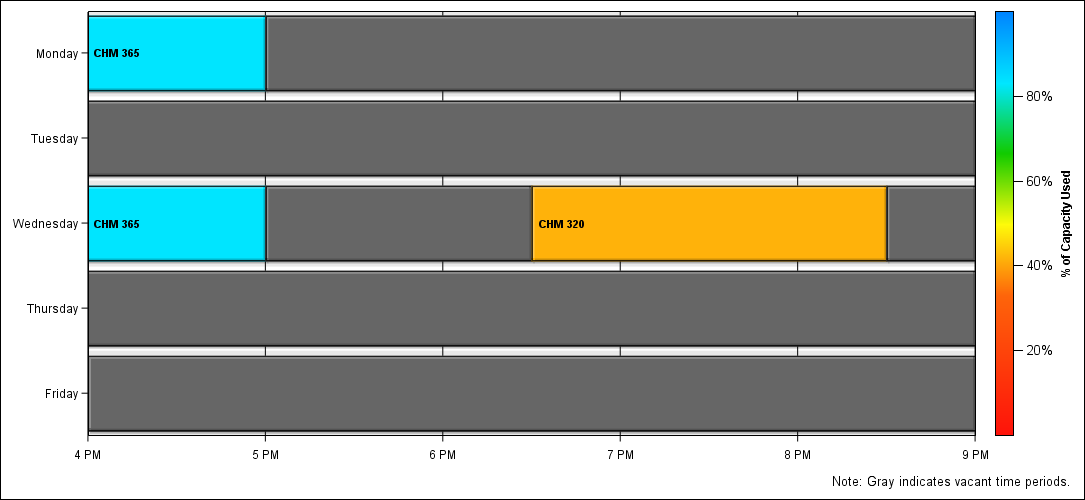 Monday
CHM 365
Tuesday
Wednesday
CHM 365
CHM 320
Thursday
Friday
4 PM
5 PM
6 PM
7 PM
8 PM
9 PM
80%
60%
40%
20%
% of Capacity Used
Note: Gray indicates vacant time periods.